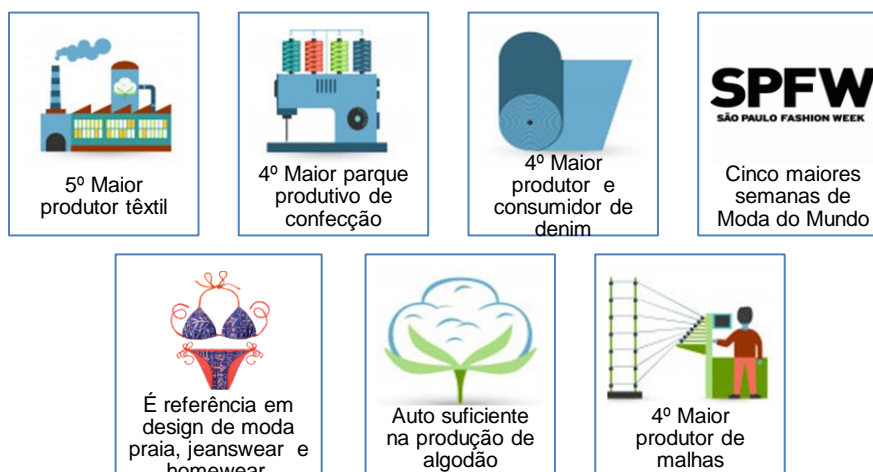 5º Maior
produtor têxtil
4º Maior parque
produtivo de
confecção
4º Maior
produtor e
consumidor de
denim
SPFW
SÃO PAULO FASHION WEEK
Cinco maiores
semanas de
Moda do Mundo
É referência em
design de moda
praia, jeanswear e
homewear
Auto suficiente
na produção de
algodão
4º Maior
produtor de
malhas